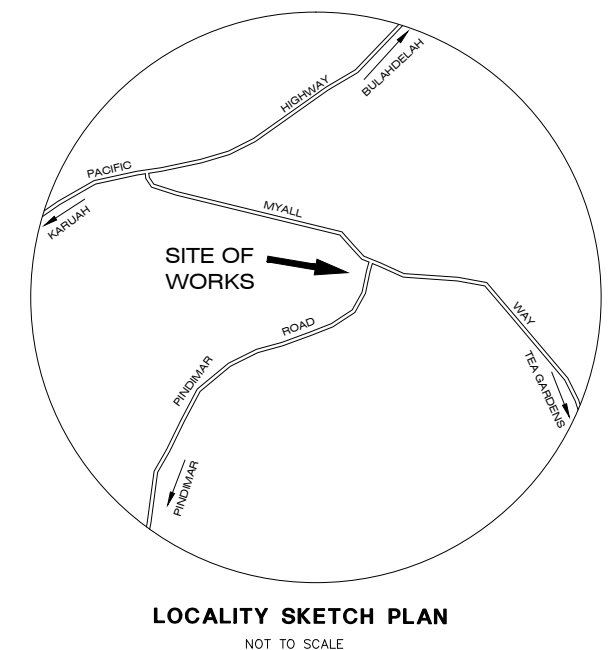 BULAHDELAH
HIGHWAY
PACIFIC
KARUAH
MYALL
SITE OF
WORKS
WAY
ROAD
TEA GARDENS
PINDIMAR
PINDIMAR
LOCALITY SKETCH PLAN
NOT TO SCALE